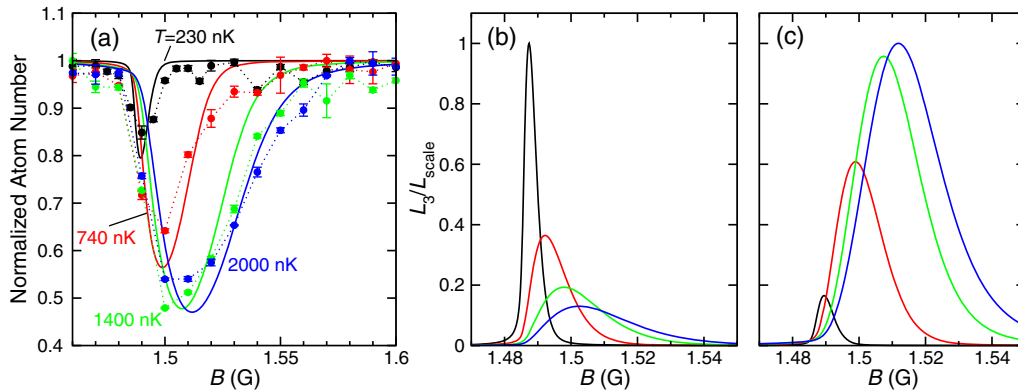 (a)
T=230 nK
740 nK
1400 nK
2000 nK
Normalized Atom Number
1.1
1
0.9
0.8
0.7
0.6
0.5
0.4
1.5
1.55
1.6
B (G)
(b)
L3/Lscale
1
0.8
0.6
0.4
0.2
0
1.48
1.5
1.52
1.54
B (G)
(c)
1.48
1.5
1.52
1.54
B (G)